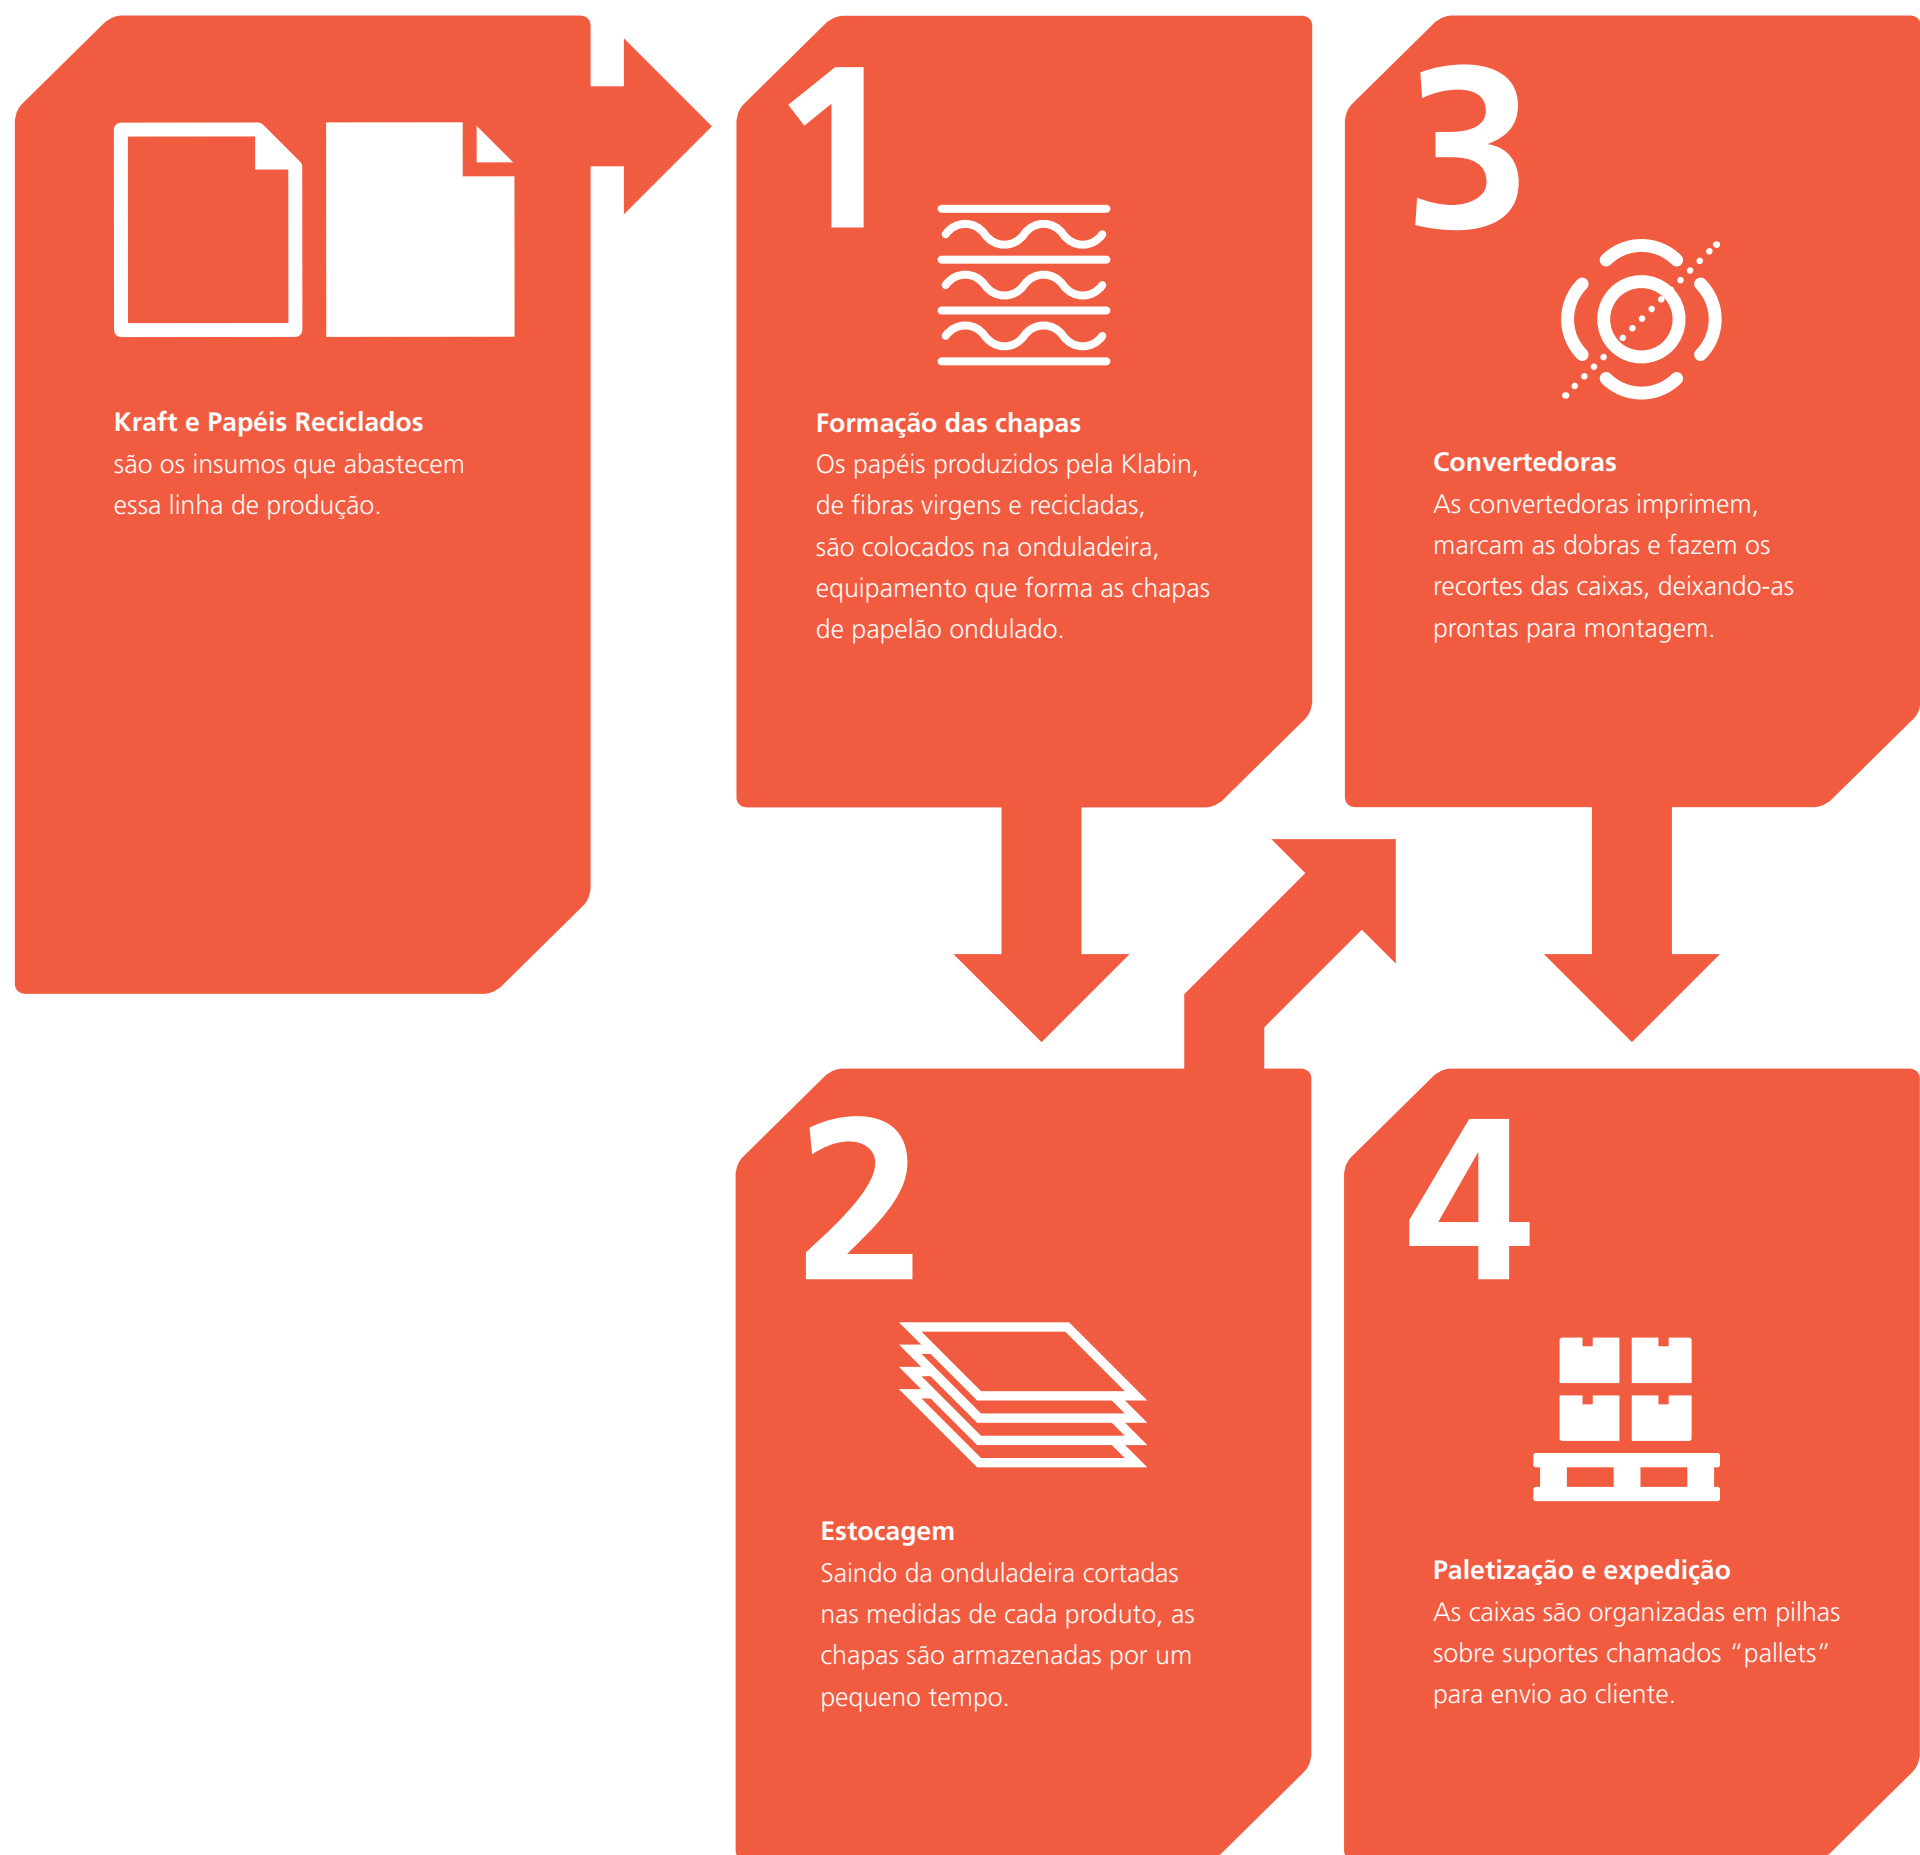 Kraft e Papéis Reciclados
são os insumos que abastecem
essa linha de produção.
1
Formação das chapas
Os papéis produzidos pela Klabin,
de fibras virgens e recicladas,
são colocados na onduladeira,
equipamento que forma as chapas
de papelão ondulado.
2
Estocagem
Saindo da onduladeira cortadas
nas medidas de cada produto, as
chapas são armazenadas por um
pequeno tempo.
3
Convertedoras
As convertedoras imprimem,
marcam as dobras e fazem os
recortes das caixas, deixando-as
prontas para montagem.
4
Paletização e expedição
As caixas são organizadas em pilhas
sobre suportes chamados “pallets”
para envio ao cliente.